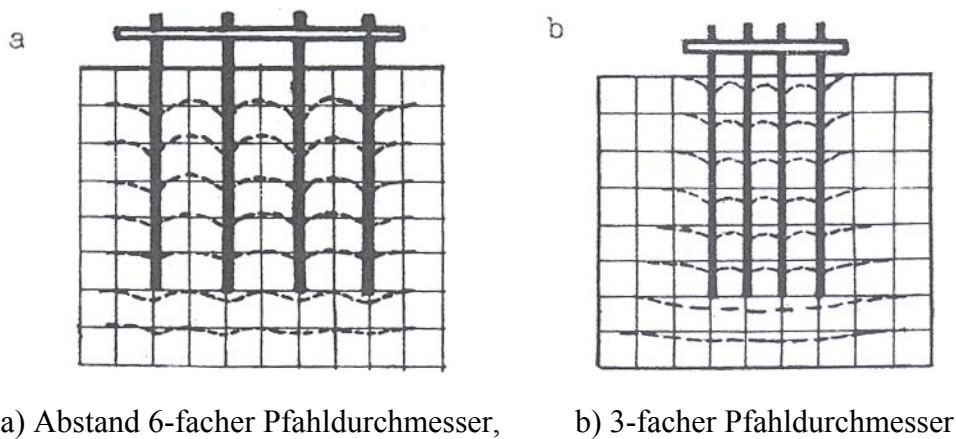 a
b
a) Abstand 6-facher Pfahldurchmesser, b) 3-facher Pfahldurchmesser